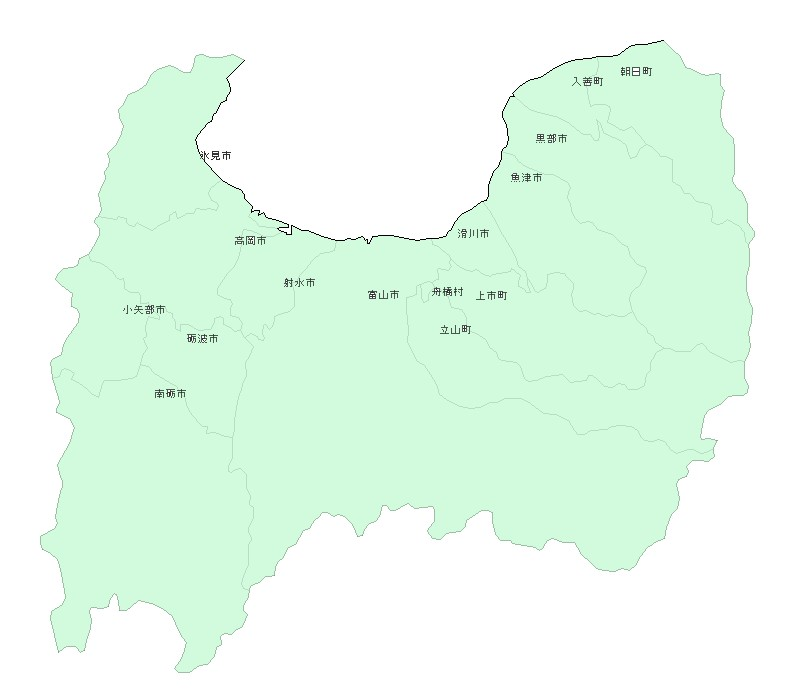 朝日町
入善町
黒部市
氷見市
魚津市
滑川市
高岡市
射水市
富山市
舟橋村
上市町
小矢部市
立山町
砺波市
南砺市